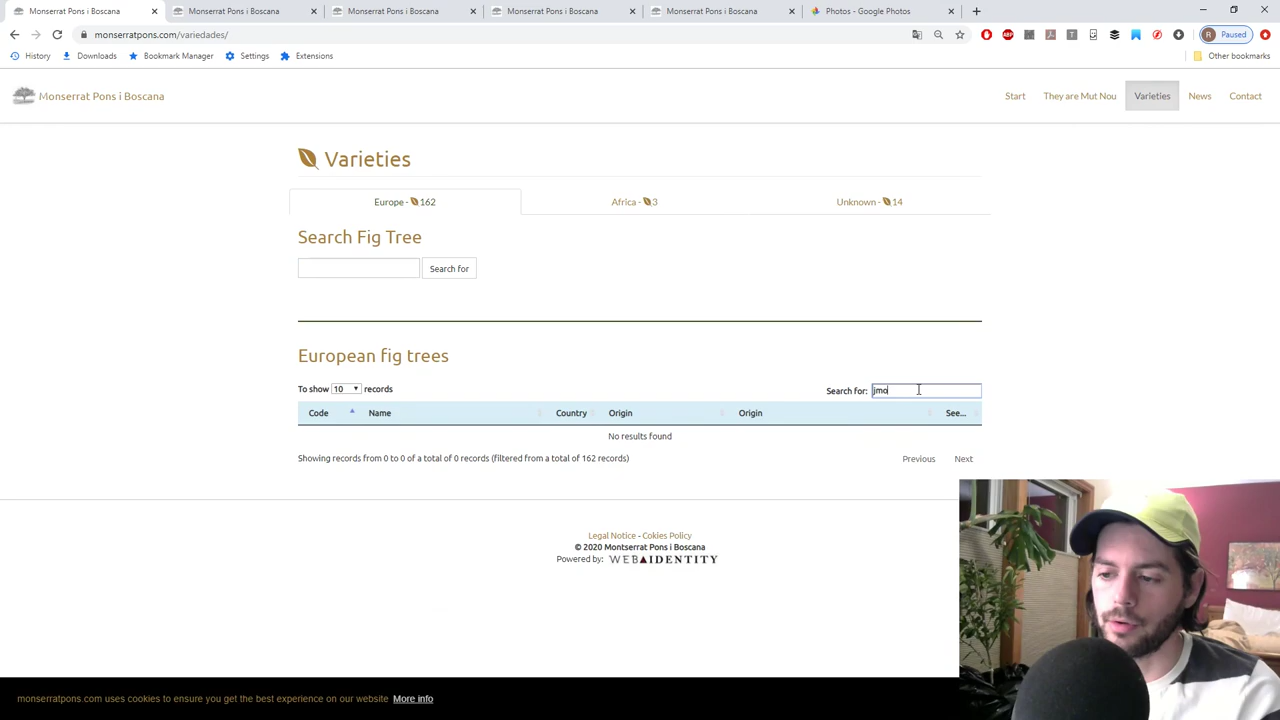 Monserrat Pons i Boscana
Monserrat Pons i Boscana
Monserrat Pons i Boscana
Monserrat Pons i Boscana
Monserrat Pons i Boscana
Photos - Google Photos
monserratpons.com/variedades/
Paused
History
Downloads
Bookmark Manager
Settings
Extensions
Other bookmarks
Monserrat Pons i Boscana
Start
They are Mut Nou
Varieties
News
Contact
Varieties
Europe - 162
Africa - 3
Unknown - 14
Search Fig Tree
Search for
European fig trees
To show 10 records
Search for: jmo
Code Name Country Origin Origin See...
No results found
Showing records from 0 to 0 of a total of 0 records (filtered from a total of 162 records)
Previous Next
Legal Notice - Cokies Policy
© 2020 Montserrat Pons i Boscana
Powered by: WEB IDENTITY
monserratpons.com uses cookies to ensure you get the best experience on our website More info